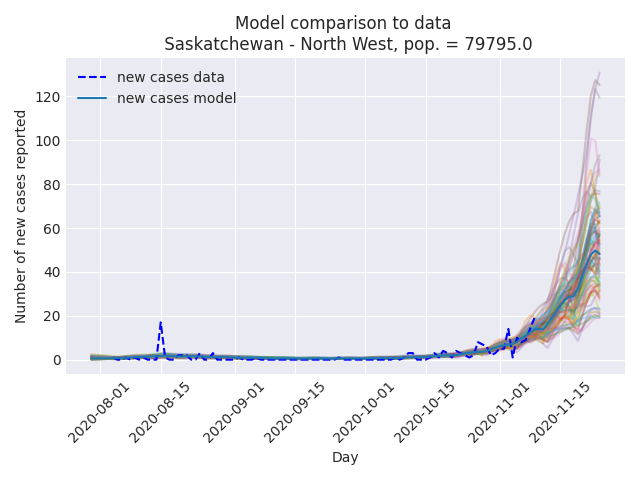 Model comparison to data
Saskatchewan - North West, pop. = 79795.0
new cases data
new cases model
Number of new cases reported
120
100
80
60
40
20
0
2020-08-01
2020-08-15
2020-09-01
2020-09-15
2020-10-01
2020-10-15
2020-11-01
2020-11-15
Day